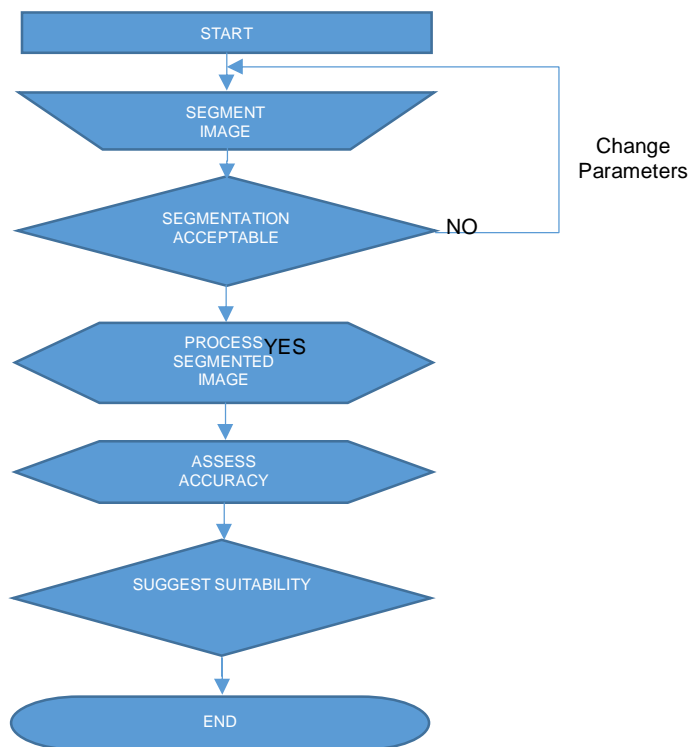 START
SEGMENT
IMAGE
Change
Parameters
SEGMENTATION
ACCEPTABLE
NO
PROCESS
YES
SEGMENTED
IMAGE
ASSESS
ACCURACY
SUGGEST SUITABILITY
END